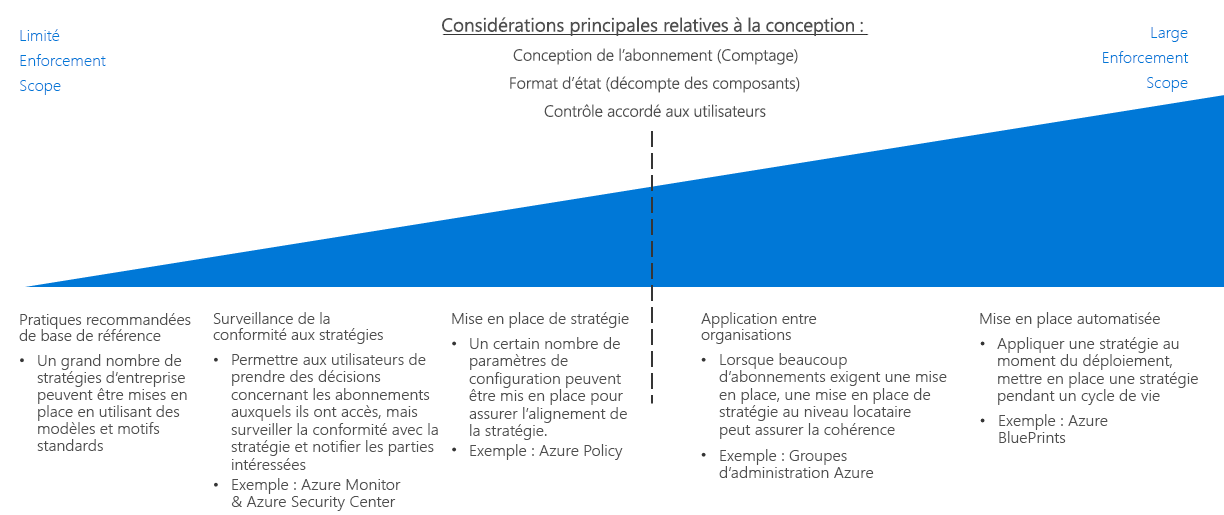 Considérations principales relatives à la conception :
Conception de l'abonnement (Comptage)
Format d'état (décompte des composants)
Contrôle accordé aux utilisateurs
Limité
Enforcement
Scope
Large
Enforcement
Scope
Pratiques recommandées
de base de référence
• Un grand nombre de
stratégies d'entreprise
peuvent être mises en
place en utilisant des
modèles et motifs
standards
Surveillance de la
conformité aux stratégies
• Permettre aux utilisateurs de
prendre des décisions
concernant les abonnements
auxquels ils ont accès, mais
surveiller la conformité avec la
stratégie et notifier les parties
intéressées
• Exemple : Azure Monitor
& Azure Security Center
Mise en place de stratégie
• Un certain nombre de
paramètres de
configuration peuvent
être mis en place pour
assurer l'alignement de
la stratégie.
• Exemple : Azure Policy
Application entre
organisations
• Lorsque beaucoup
d'abonnements exigent une mise
en place, une mise en place de
stratégie au niveau locataire
peut assurer la cohérence
• Exemple : Groupes
d'administration Azure
Mise en place automatisée
• Appliquer une stratégie au
moment du déploiement,
mettre en place une stratégie
pendant un cycle de vie
• Exemple : Azure
BluePrints